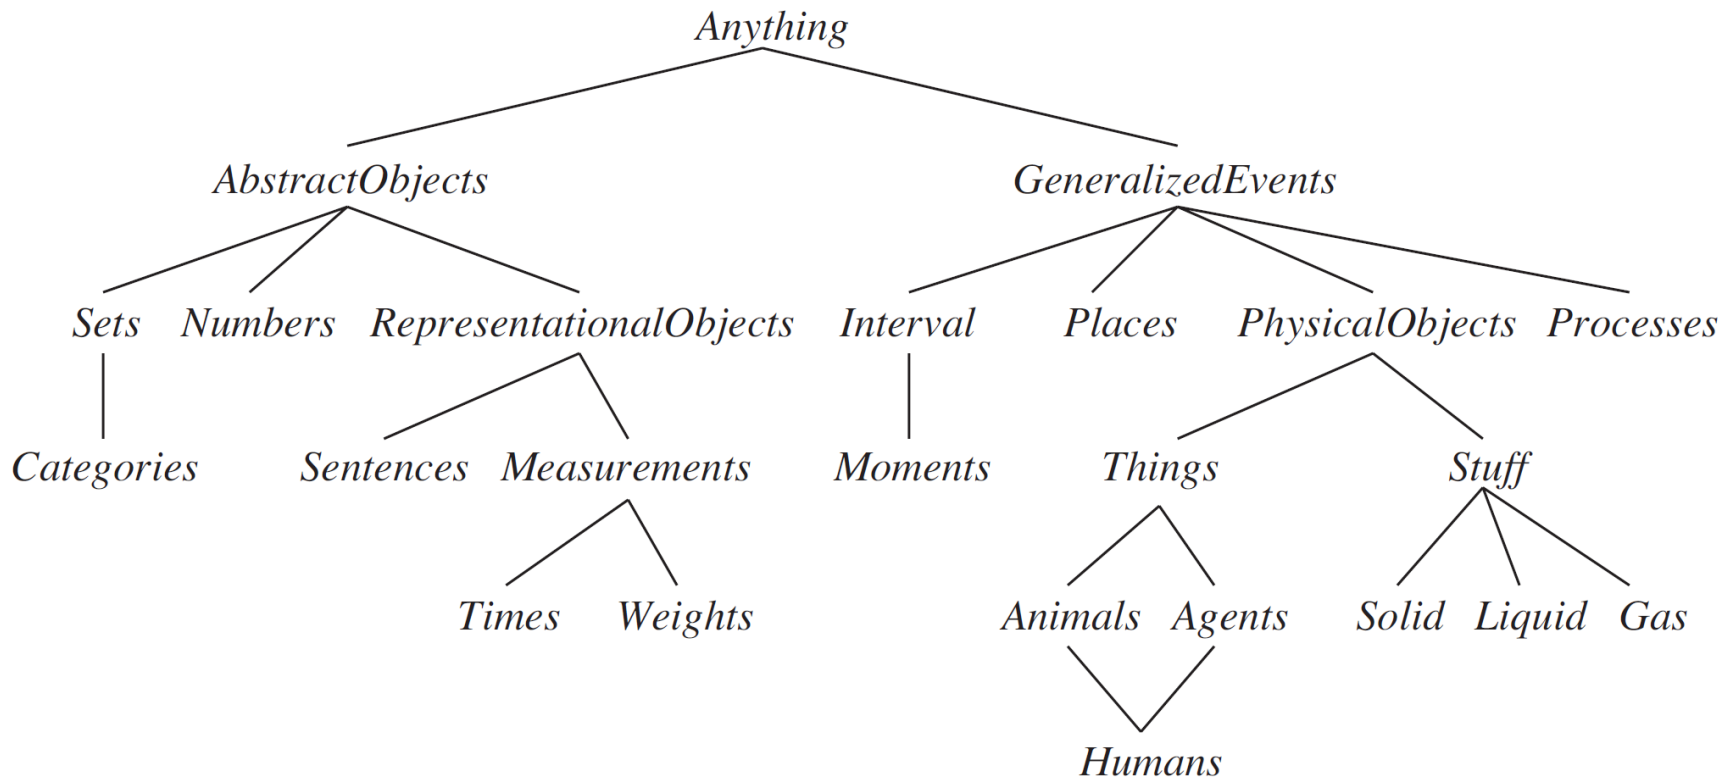 Anything
AbstractObjects GeneralizedEvents
Sets Numbers RepresentationalObjects Interval Places PhysicalObjects Processes
Categories Sentences Measurements Moments Things Stuff
Times Weights Animals Agents Solid Liquid Gas
Humans